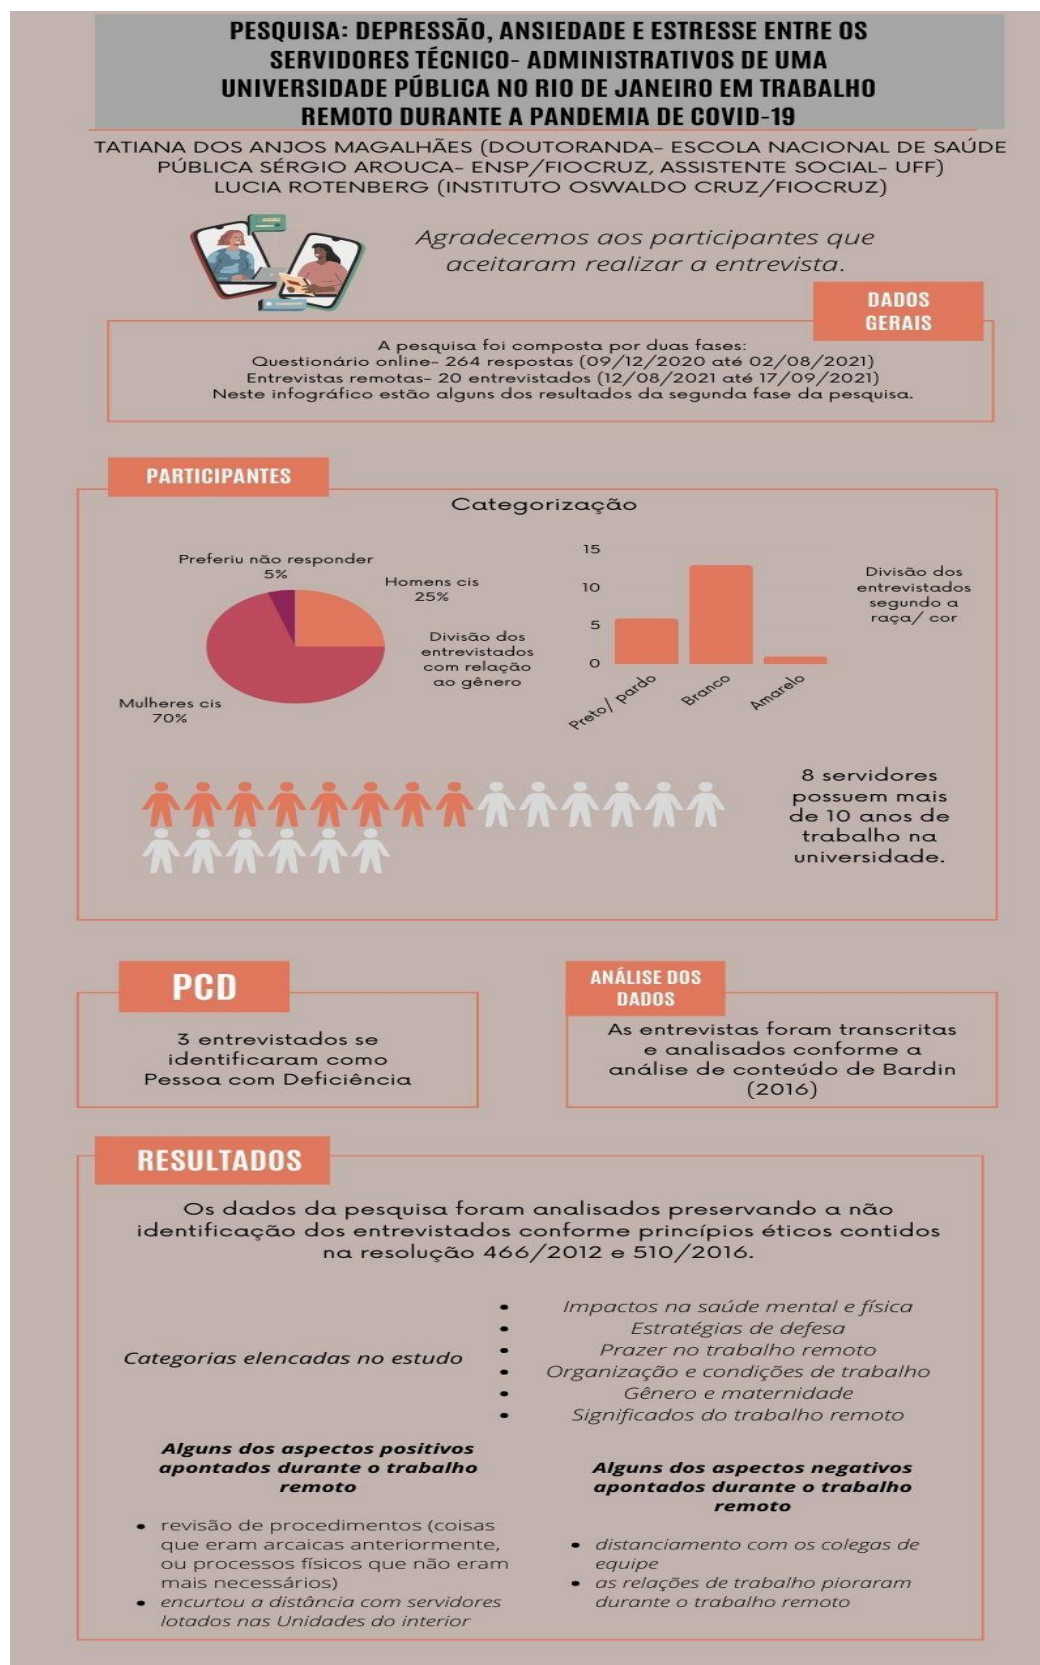 PESQUISA: DEPRESSÃO, ANSIEDADE E ESTRESSE ENTRE OS
SERVIDORES TÉCNICO- ADMINISTRATIVOS DE UMA
UNIVERSIDADE PÚBLICA NO RIO DE JANEIRO EM TRABALHO
REMOTO DURANTE A PANDEMIA DE COVID-19
TATIANA DOS ANJOS MAGALHÃES (DOUTORANDA- ESCOLA NACIONAL DE SAÚDE
PÚBLICA SÉRGIO AROUCA- ENSP/FIOCRUZ, ASSISTENTE SOCIAL- UFF)
LUCIA ROTENBERG (INSTITUTO OSWALDO CRUZ/FIOCRUZ)
Agradecemos aos participantes que
aceitaram realizar a entrevista.
DADOS
GERAIS
A pesquisa foi composta por duas fases:
Questionário online- 264 respostas (09/12/2020 até 02/08/2021)
Entrevistas remotas- 20 entrevistados (12/08/2021 até 17/09/2021)
Neste infográfico estão alguns dos resultados da segunda fase da pesquisa.
PARTICIPANTES
Categorização
Preferiu não responder
5%
Homens cis
25%
Divisão dos
entrevistados
com relação
ao gênero
Mulheres cis
70%
15
10
5
0
Preto/ pardo
Branco
Amarelo
Divisão dos
entrevistados
segundo a
raça/ cor
8 servidores
possuem mais
de 10 anos de
trabalho na
universidade.
PCD
3 entrevistados se
identificaram como
Pessoa com Deficiência
ANÁLISE DOS
DADOS
As entrevistas foram transcritas
e analisados conforme a
análise de conteúdo de Bardin
(2016)
RESULTADOS
Os dados da pesquisa foram analisados preservando a não
identificação dos entrevistados conforme princípios éticos contidos
na resolução 466/2012 e 510/2016.
Categorias elencadas no estudo
• Impactos na saúde mental e física
• Estratégias de defesa
• Prazer no trabalho remoto
• Organização e condições de trabalho
• Gênero e maternidade
• Significados do trabalho remoto
Alguns dos aspectos positivos
apontados durante o trabalho
remoto
• revisão de procedimentos (coisas
que eram arcaicas anteriormente,
ou processos físicos que não eram
mais necessários)
• encurtou a distância com servidores
lotados nas Unidades do interior
Alguns dos aspectos negativos
apontados durante o trabalho
remoto
• distanciamento com os colegas de
equipe
• as relações de trabalho pioraram
durante o trabalho remoto